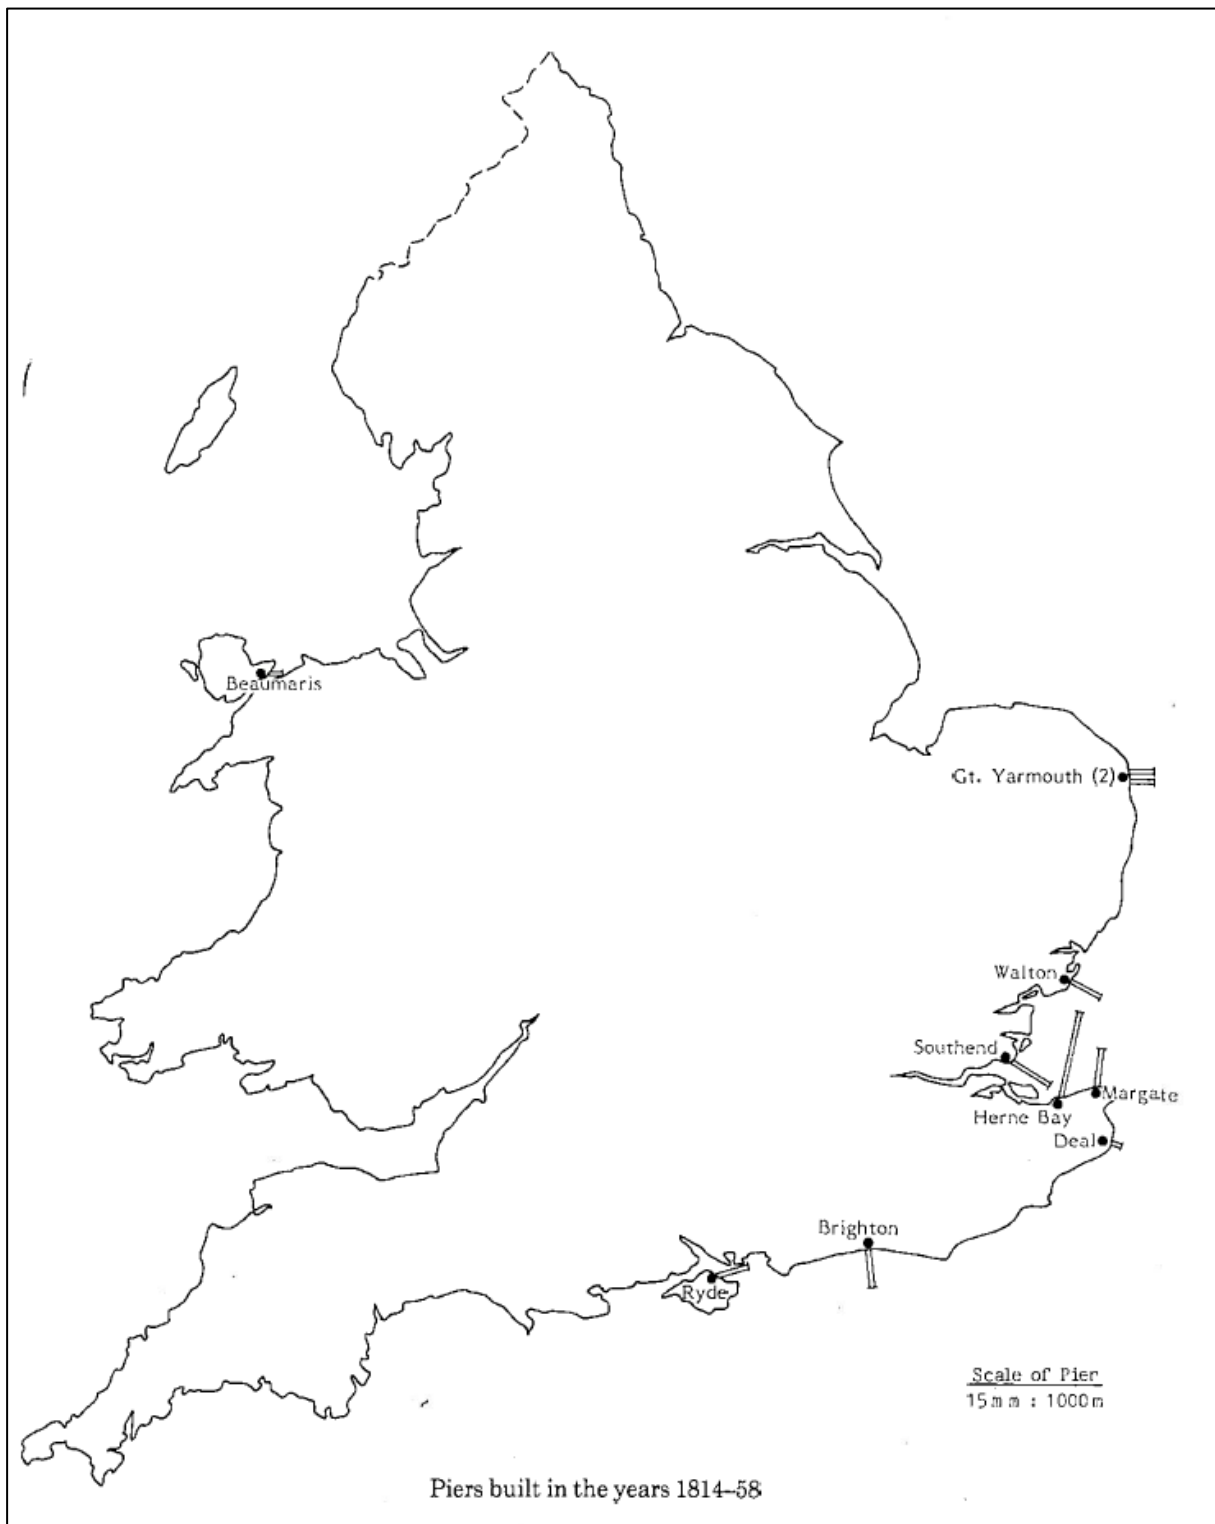 Beaumaris
Gt. Yarmouth (2)
Walton
Southend
Margate
Herne Bay
Deal
Brighton
Ryde
Scale of Pier
15mm : 1000m
Piers built in the years 1814–58